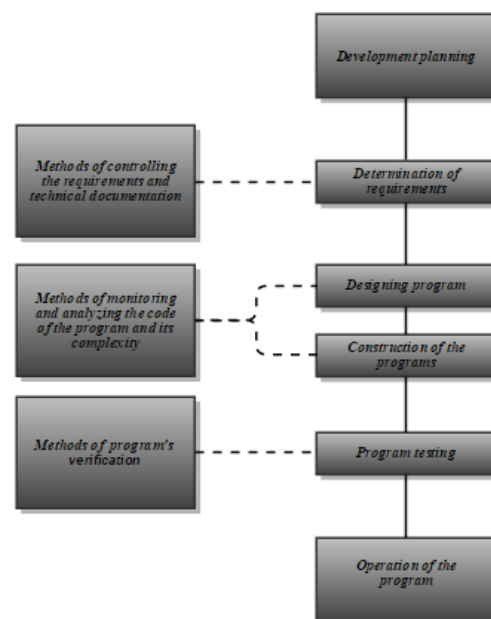 Development planning
Methods of controlling
the requirements and
technical documentation
Determination of
requirements
Methods of monitoring
and analyzing the code
of the program and its
complexity
Designing program
Construction of the
programs
Methods of program's
verification
Program testing
Operation of the
program